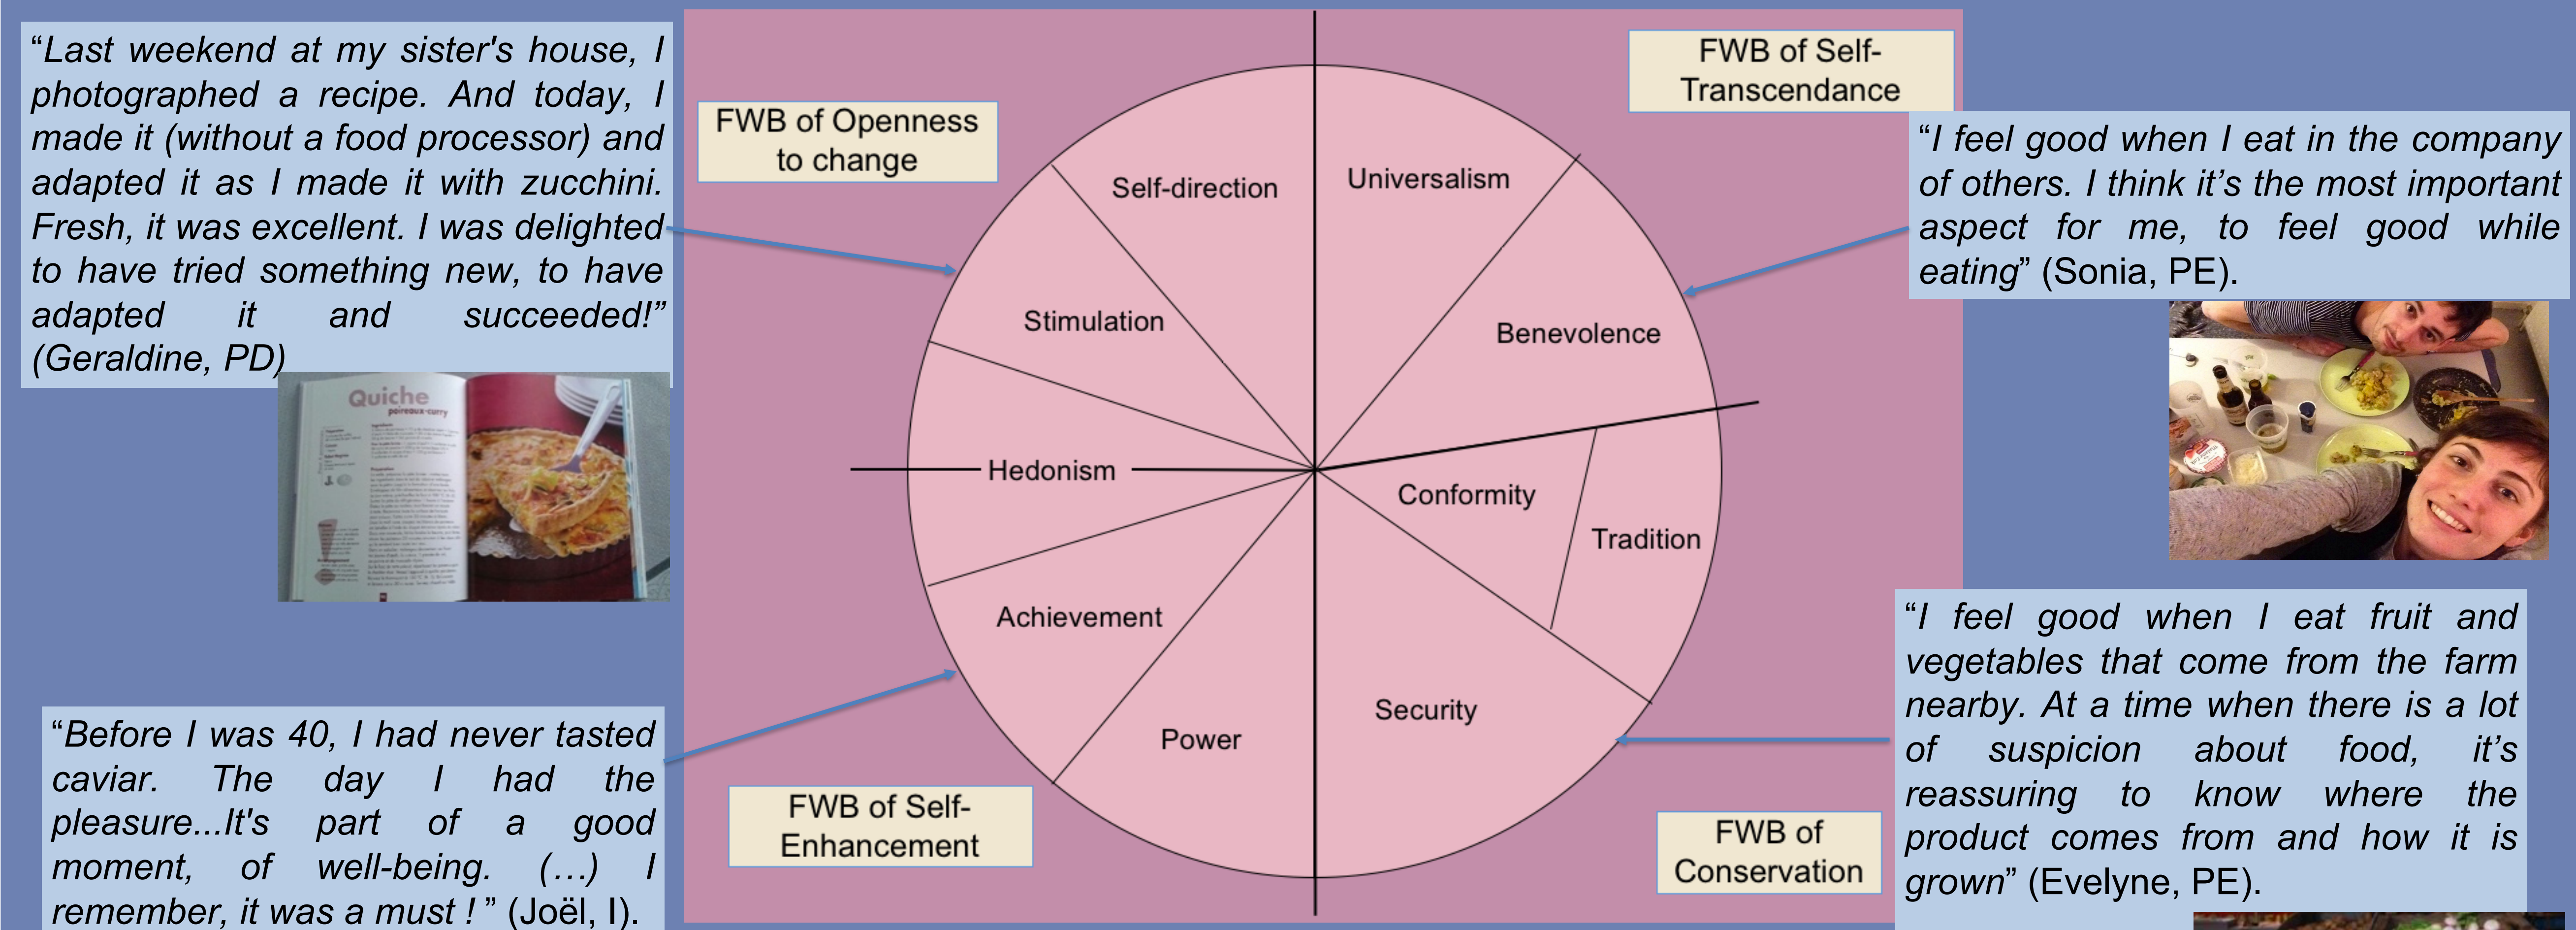 “Last weekend at my sister's house, I
photographed a recipe. And today, I
made it (without a food processor) and
adapted it as I made it with zucchini.
Fresh, it was excellent. I was delighted
to have tried something new, to have
adapted it and succeeded!”
(Geraldine, PD)
Quiche
poireaux-curry
“Before I was 40, I had never tasted
caviar. The day I had the
pleasure...It's part of a good
moment, of well-being. (…) I
remember, it was a must ! ” (Joël, I).
FWB of Openness
to change
FWB of Self-
Transcendance
Self-direction
Universalism
Stimulation
Benevolence
Hedonism
Conformity
Tradition
Achievement
Security
Power
FWB of Self-
Enhancement
FWB of
Conservation
“I feel good when I eat in the company
of others. I think it’s the most important
aspect for me, to feel good while
eating” (Sonia, PE).
“I feel good when I eat fruit and
vegetables that come from the farm
nearby. At a time when there is a lot
of suspicion about food, it’s
reassuring to know where the
product comes from and how it is
grown” (Evelyne, PE).